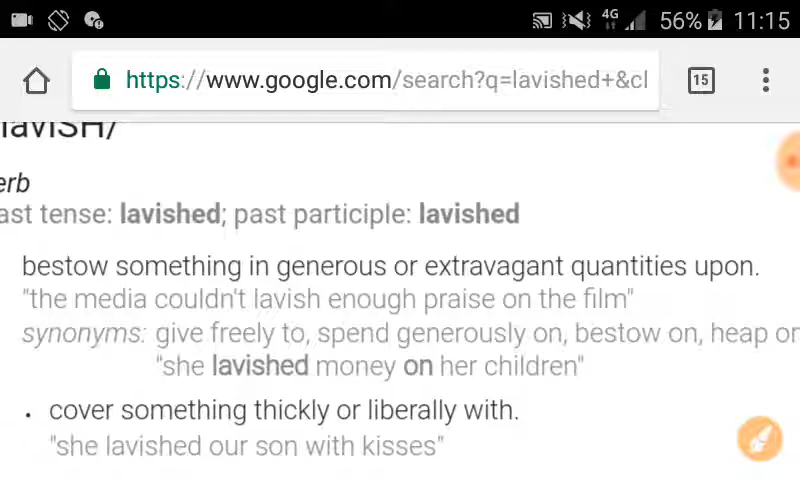 4G 56% 11:15
https://www.google.com/search?q=lavished+&cl 15
lavISH/
erb
ast tense: lavished; past participle: lavished
bestow something in generous or extravagant quantities upon.
"the media couldn't lavish enough praise on the film"
synonyms: give freely to, spend generously on, bestow on, heap on
"she lavished money on her children"
• cover something thickly or liberally with.
"she lavished our son with kisses"